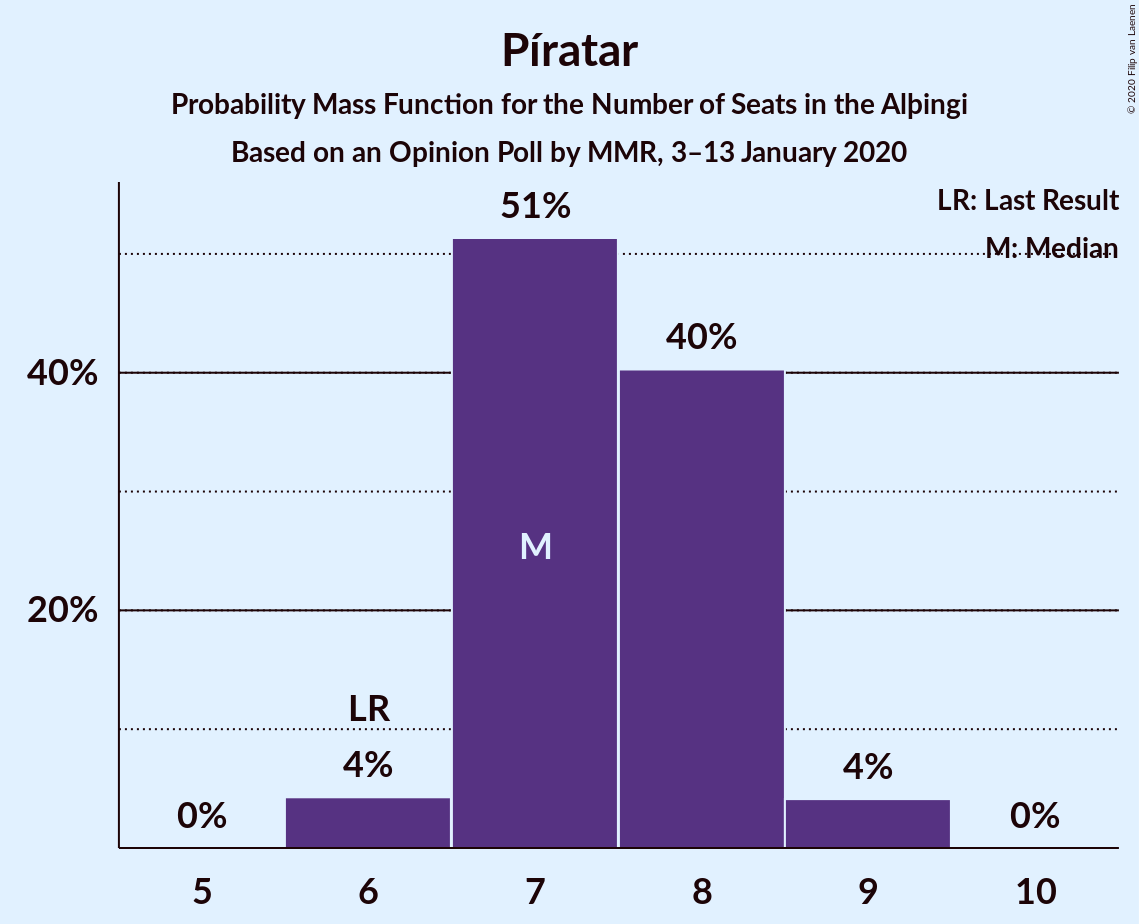 Píratar
Probability Mass Function for the Number of Seats in the Alþingi
Based on an Opinion Poll by MMR, 3–13 January 2020
© 2020 Filip van Laenen
LR: Last Result
M: Median
51%
40%
40%
M
20%
LR
4%
4%
0%
0%
5 6 7 8 9 10